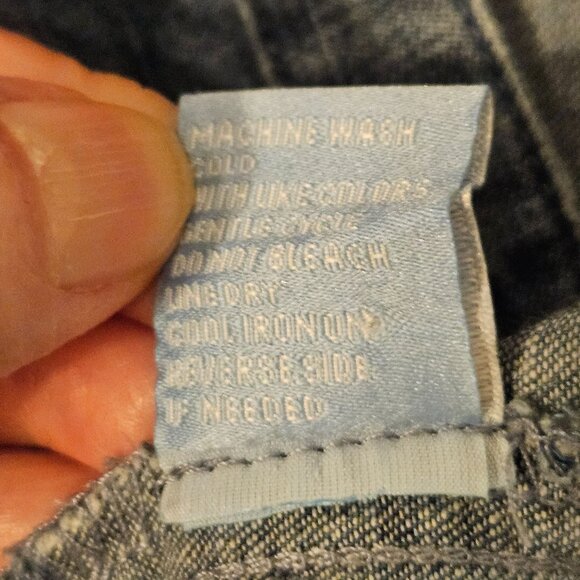 MACHINE WASH
COLD
WITH LIKE COLORS
GENTLE CYCLE
DO NOT BLEACH
LINE DRY
COOL IRON ON
REVERSE SIDE
IF NEEDED